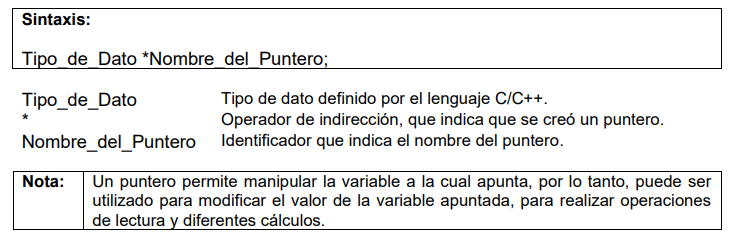 Sintaxis:
Tipo_de_Dato *Nombre_del_Puntero;
Tipo_de_Dato Tipo de dato definido por el lenguaje C/C++.
* Operador de indirección, que indica que se creó un puntero.
Nombre_del_Puntero Identificador que indica el nombre del puntero.
Nota: Un puntero permite manipular la variable a la cual apunta, por lo tanto, puede ser
utilizado para modificar el valor de la variable apuntada, para realizar operaciones
de lectura y diferentes cálculos.